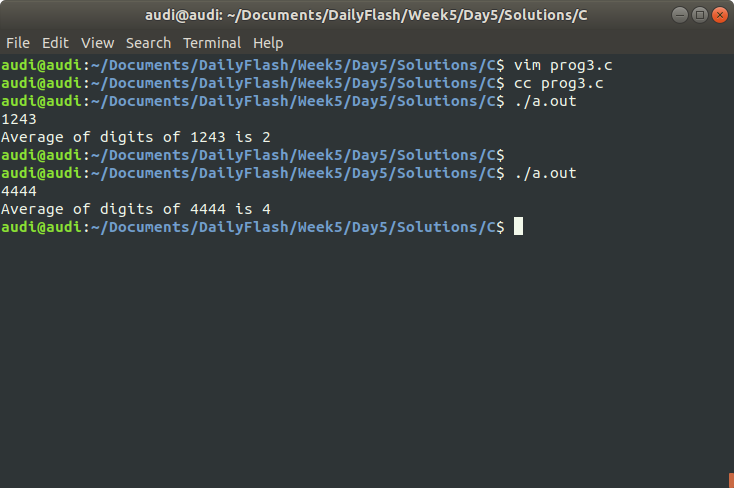 audi@audi: ~/Documents/DailyFlash/Week5/Day5/Solutions/C
File Edit View Search Terminal Help
audi@audi:~/Documents/DailyFlash/Week5/Day5/Solutions/C$ vim prog3.c
audi@audi:~/Documents/DailyFlash/Week5/Day5/Solutions/C$ cc prog3.c
audi@audi:~/Documents/DailyFlash/Week5/Day5/Solutions/C$ ./a.out
1243
Average of digits of 1243 is 2
audi@audi:~/Documents/DailyFlash/Week5/Day5/Solutions/C$
audi@audi:~/Documents/DailyFlash/Week5/Day5/Solutions/C$ ./a.out
4444
Average of digits of 4444 is 4
audi@audi:~/Documents/DailyFlash/Week5/Day5/Solutions/C$